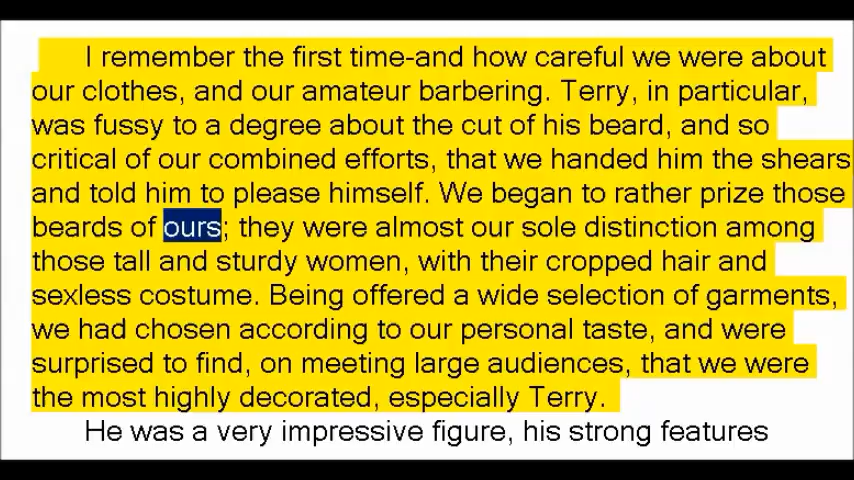 I remember the first time-and how careful we were about
our clothes, and our amateur barbering. Terry, in particular,
was fussy to a degree about the cut of his beard, and so
critical of our combined efforts, that we handed him the shears
and told him to please himself. We began to rather prize those
beards of ours; they were almost our sole distinction among
those tall and sturdy women, with their cropped hair and
sexless costume. Being offered a wide selection of garments,
we had chosen according to our personal taste, and were
surprised to find, on meeting large audiences, that we were
the most highly decorated, especially Terry.
He was a very impressive figure, his strong features